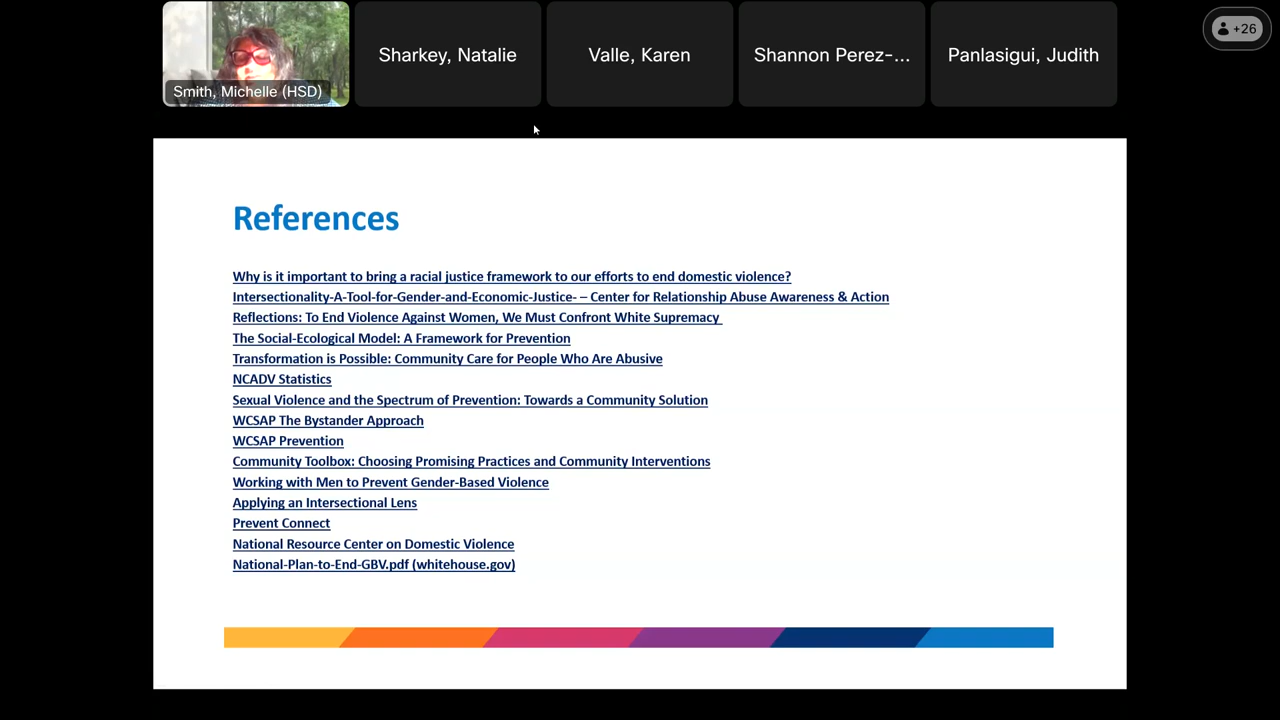 +26
Smith, Michelle (HSD)
Sharkey, Natalie
Valle, Karen
Shannon Perez-...
Panlasigui, Judith
References
Why is it important to bring a racial justice framework to our efforts to end domestic violence?
Intersectionality-A-Tool-for-Gender-and-Economic-Justice- – Center for Relationship Abuse Awareness & Action
Reflections: To End Violence Against Women, We Must Confront White Supremacy
The Social-Ecological Model: A Framework for Prevention
Transformation is Possible: Community Care for People Who Are Abusive
NCADV Statistics
Sexual Violence and the Spectrum of Prevention: Towards a Community Solution
WCSAP The Bystander Approach
WCSAP Prevention
Community Toolbox: Choosing Promising Practices and Community Interventions
Working with Men to Prevent Gender-Based Violence
Applying an Intersectional Lens
Prevent Connect
National Resource Center on Domestic Violence
National-Plan-to-End-GBV.pdf (whitehouse.gov)